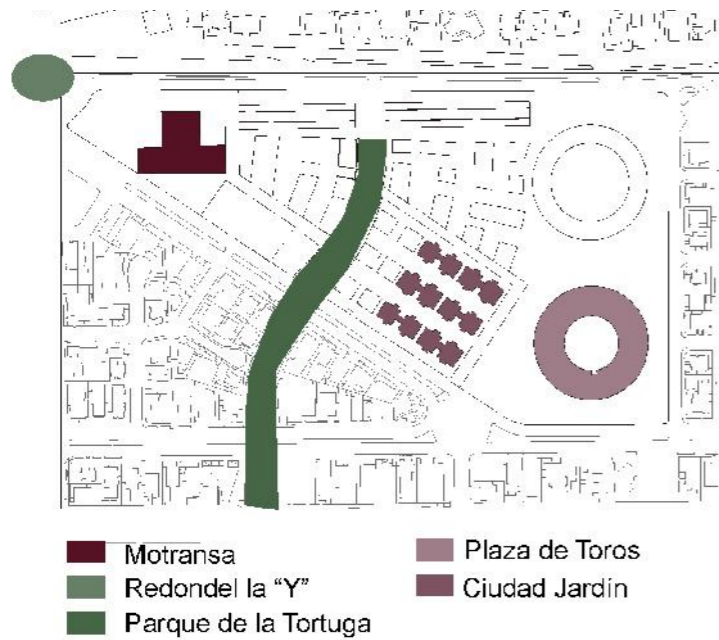 Motransa
Redondel la "Y"
Parque de la Tortuga
Plaza de Toros
Ciudad Jardín